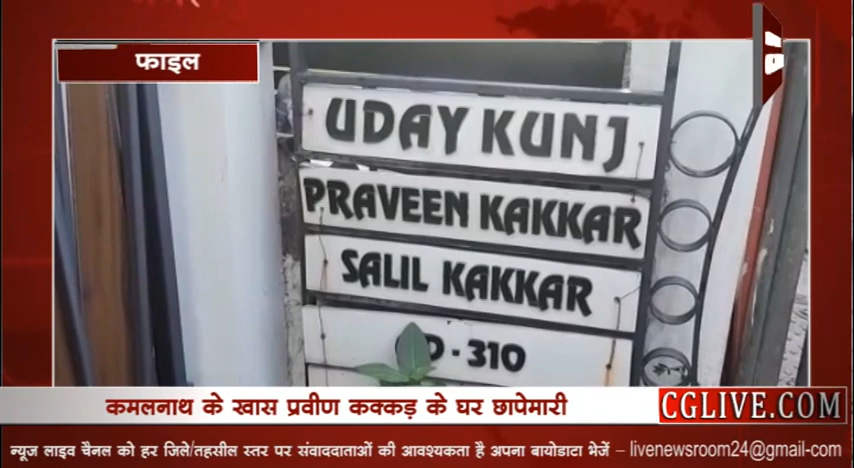 फाइल
UDAY KUNJ
PRAVEEN KAKKAR
SALIL KAKKAR
D - 310
कमलनाथ के खास प्रवीण कक्कड़ के घर छापेमारी
CGLIVE.COM
न्यूज लाइव चैनल को हर जिले/तहसील स्तर पर संवाददाताओं की आवश्यकता है अपना बायोडाटा भेजें – livenewsroom24@gmail-com